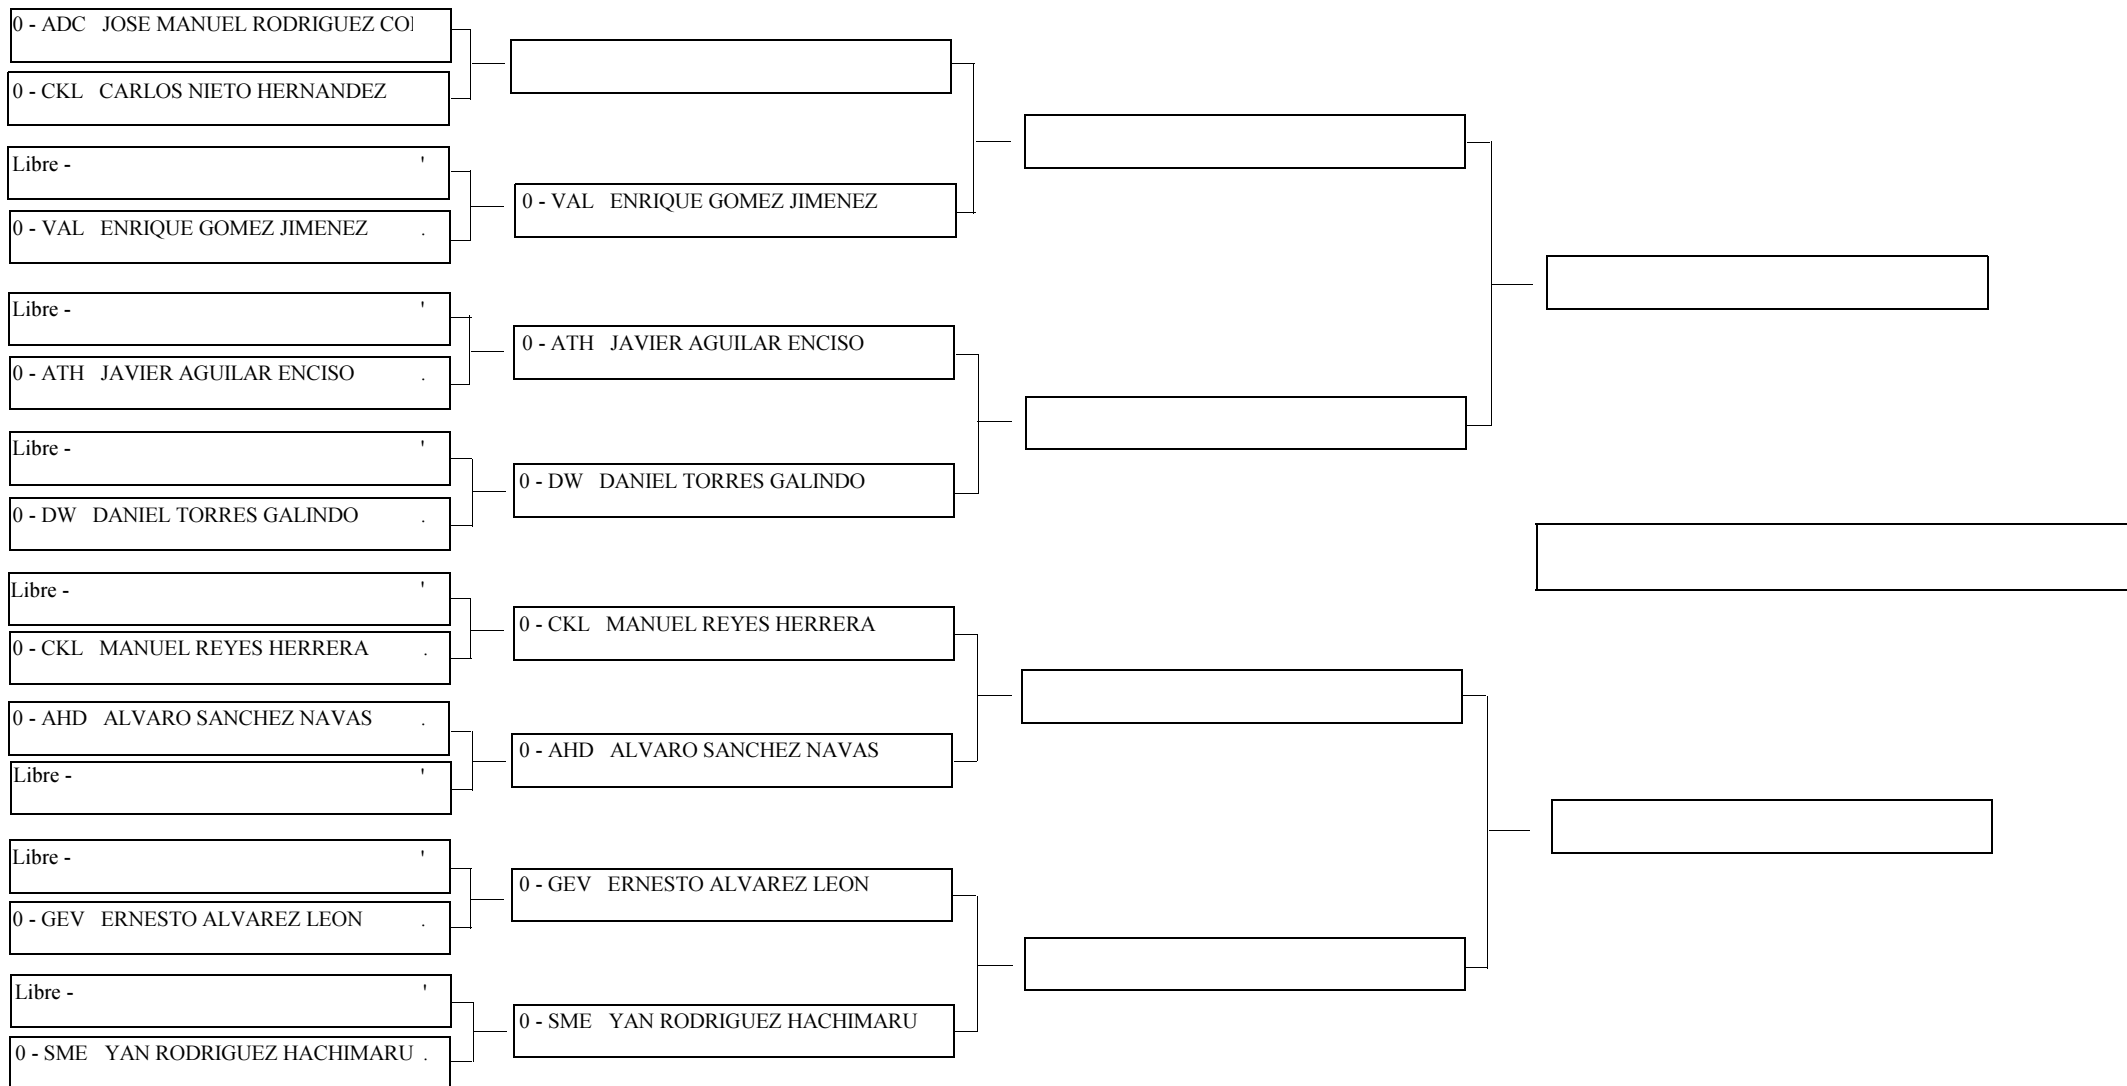 0 - ADC JOSE MANUEL RODRIGUEZ
0 - CKL CARLOS NIETO HERNANDEZ
Libre - '
0 - VAL ENRIQUE GOMEZ JIMENEZ .
Libre - '
0 - ATH JAVIER AGUILAR ENCISO .
Libre - '
0 - DW DANIEL TORRES GALINDO .
Libre - '
0 - CKL MANUEL REYES HERRERA .
0 - AHD ALVARO SANCHEZ NAVAS .
Libre - '
Libre - '
0 - GEV ERNESTO ALVAREZ LEON .
Libre - '
0 - SME YAN RODRIGUEZ HACHIMARU .
0 - VAL ENRIQUE GOMEZ JIMENEZ
0 - ATH JAVIER AGUILAR ENCISO
0 - DW DANIEL TORRES GALINDO
0 - CKL MANUEL REYES HERRERA
0 - AHD ALVARO SANCHEZ NAVAS
0 - GEV ERNESTO ALVAREZ LEON
0 - SME YAN RODRIGUEZ HACHIMARU